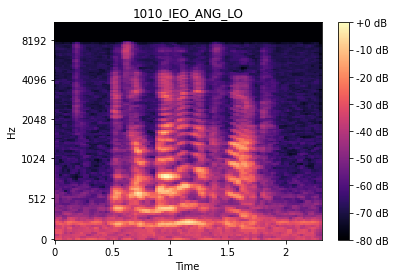 1010_IEO_ANG_LO
+0 dB
8192
-10 dB
-20 dB
4096
-30 dB
2048
-40 dB
Hz
1024
-50 dB
512
-60 dB
-70 dB
0
-80 dB
0 0.5 1 1.5 2
Time